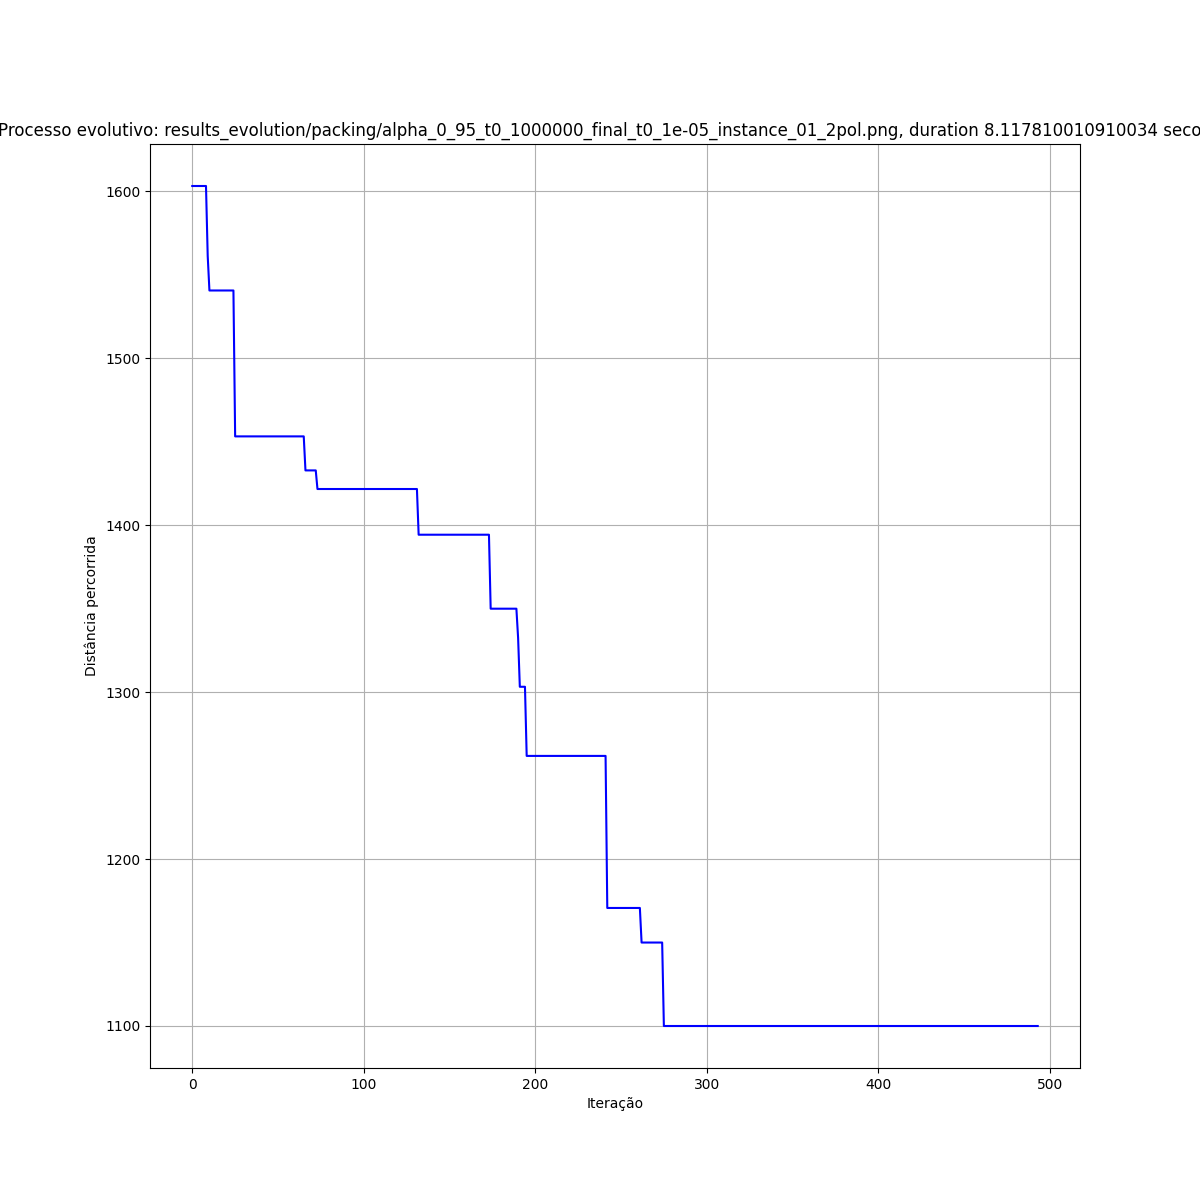 Processo evolutivo: results_evolution/packing/alpha_0_95_t0_1000000_final_t0_1e-05_instance_01_2pol.png, duration 8.117810010910034 seco
1600
1500
1400
1300
1200
1100
Distância percorrida
0 100 200 300 400 500
Iteração